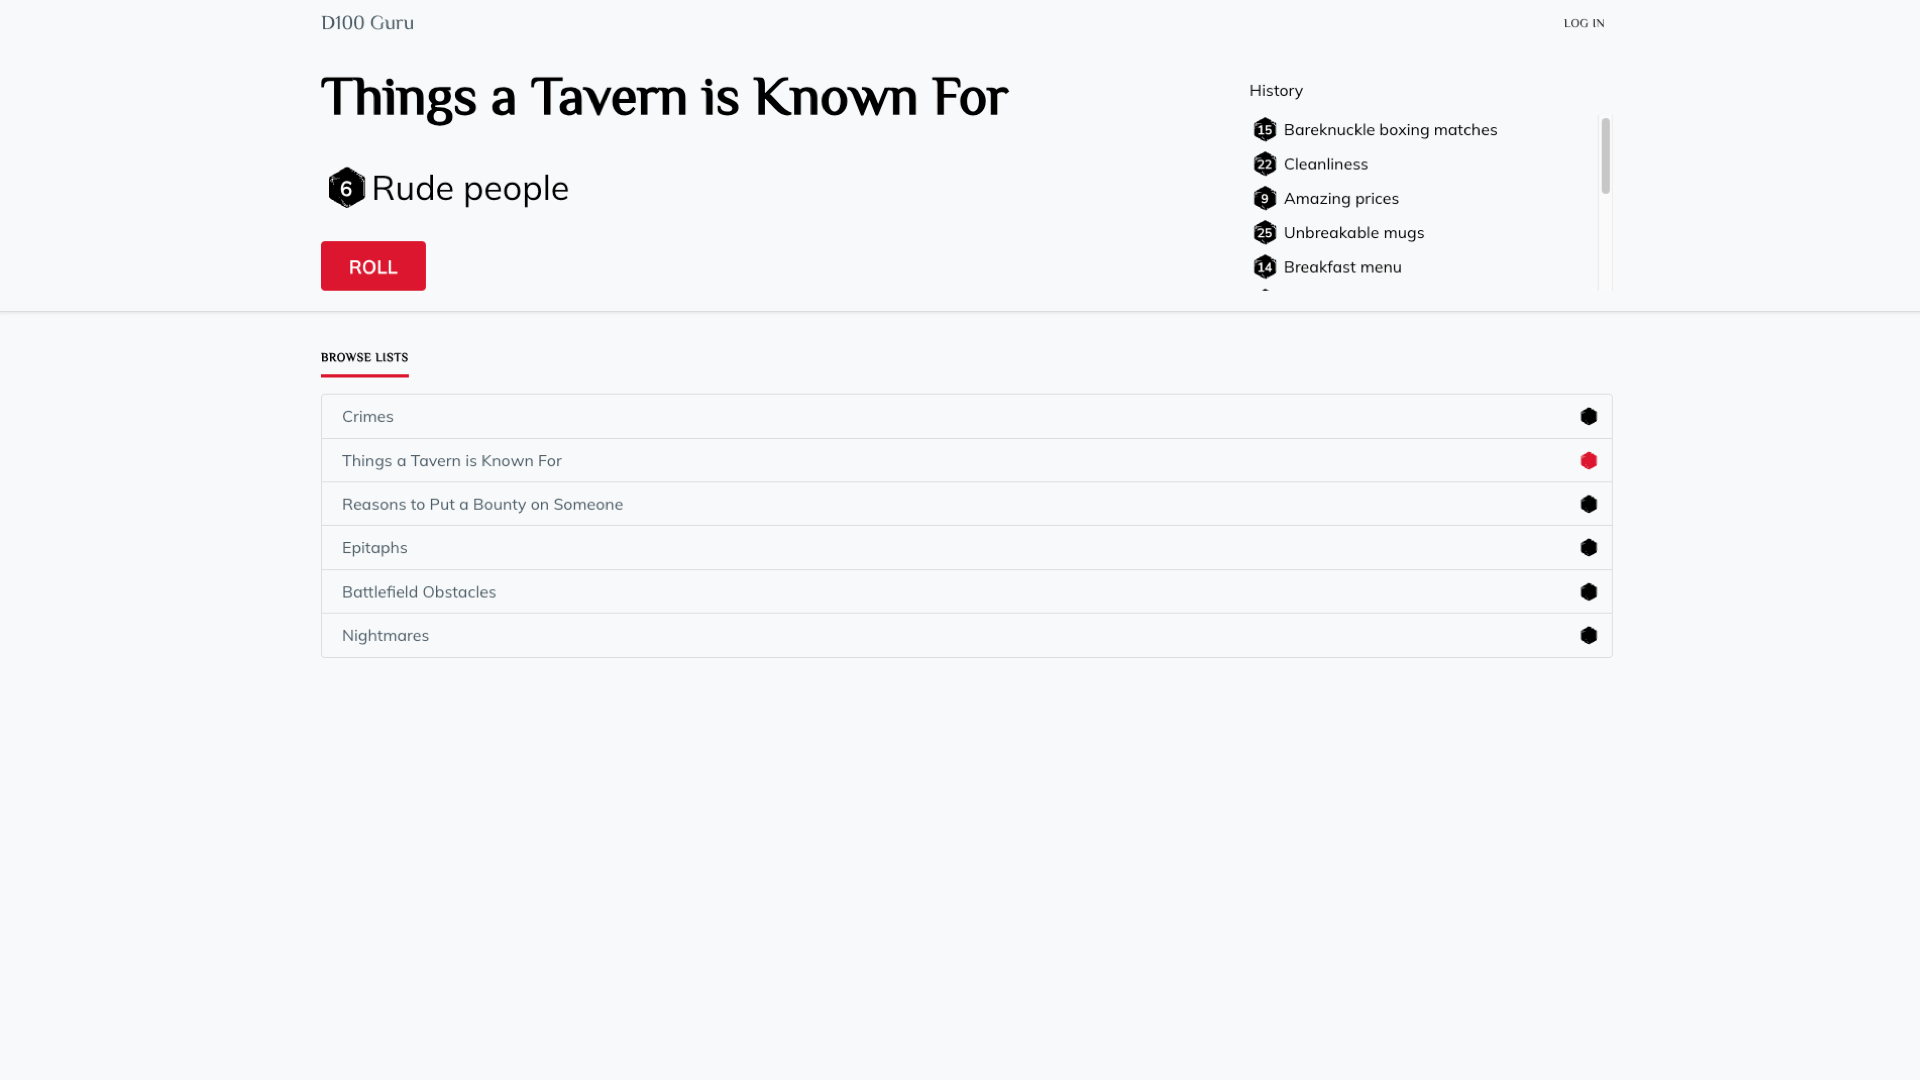 D100 Guru
LOG IN
Things a Tavern is Known For
6 Rude people
ROLL
History
15 Bareknuckle boxing matches
22 Cleanliness
9 Amazing prices
25 Unbreakable mugs
14 Breakfast menu
BROWSE LISTS
Crimes
Things a Tavern is Known For
Reasons to Put a Bounty on Someone
Epitaphs
Battlefield Obstacles
Nightmares